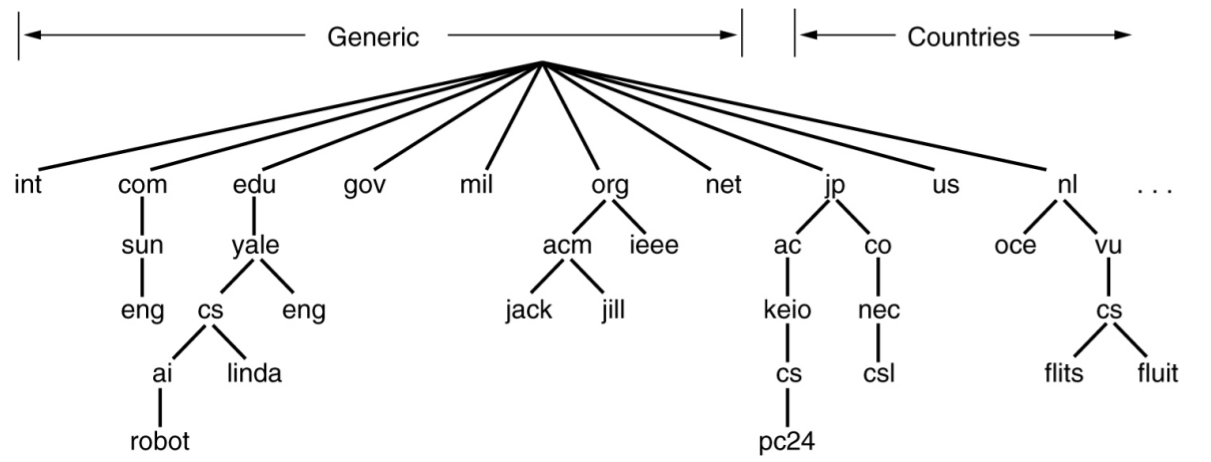 Generic Countries
int com edu gov mil org net jp us nl . . .
sun yale acm ieee ac co oce vu
eng cs eng jack jill keio nec cs
ai linda cs csl flits fluit
robot pc24